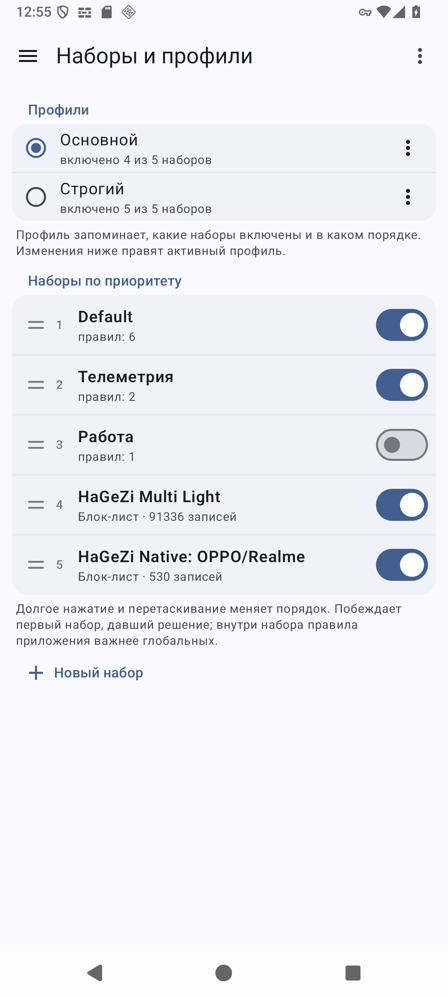 12:55
Наборы и профили
Профили
Основной
включено 4 из 5 наборов
Строгий
включено 5 из 5 наборов
Профиль запоминает, какие наборы включены и в каком порядке.
Изменения ниже правят активный профиль.
Наборы по приоритету
1 Default
правил: 6
2 Телеметрия
правил: 2
3 Работа
правил: 1
4 HaGeZi Multi Light
Блок-лист · 91336 записей
5 HaGeZi Native: OPPO/Realme
Блок-лист · 530 записей
Долгое нажатие и перетаскивание меняет порядок. Побеждает
первый набор, давший решение; внутри набора правила
приложения важнее глобальных.
Новый набор